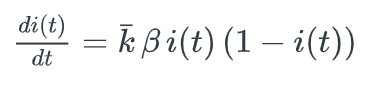 di(t)/dt = k̄ β i(t) (1 − i(t))